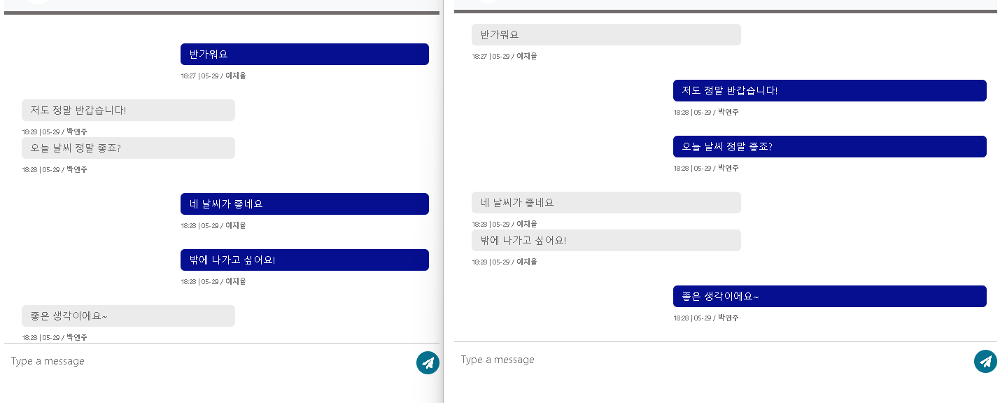 반가워요
18:27 | 05-29 / 이지율
저도 정말 반갑습니다!
18:28 | 05-29 / 박연주
오늘 날씨 정말 좋죠?
18:28 | 05-29 / 박연주
네 날씨가 좋네요
18:28 | 05-29 / 이지율
밖에 나가고 싶어요!
18:28 | 05-29 / 이지율
좋은 생각이에요~
18:28 | 05-29 / 박연주
Type a message
반가워요
18:27 | 05-29 / 이지율
저도 정말 반갑습니다!
18:28 | 05-29 / 박연주
오늘 날씨 정말 좋죠?
18:28 | 05-29 / 박연주
네 날씨가 좋네요
18:28 | 05-29 / 이지율
밖에 나가고 싶어요!
18:28 | 05-29 / 이지율
좋은 생각이에요~
18:28 | 05-29 / 박연주
Type a message